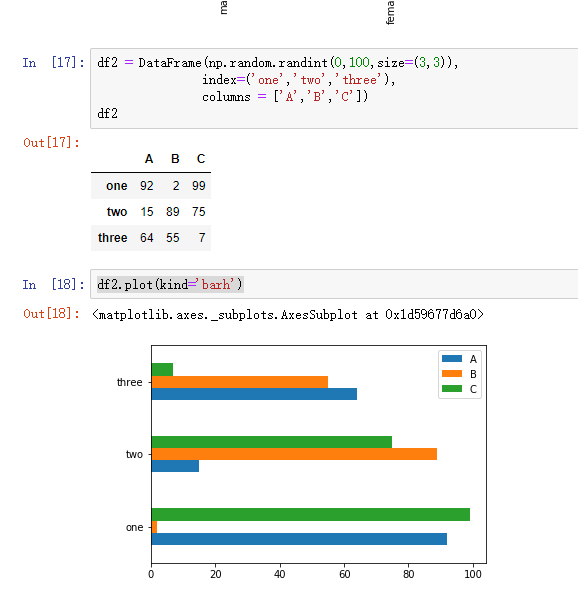 ma
fema
In [17]: df2 = DataFrame(np.random.randint(0,100,size=(3,3)),
index=('one','two','three'),
columns = ['A','B','C'])
df2
Out[17]:
A B C
one 92 2 99
two 15 89 75
three 64 55 7
In [18]: df2.plot(kind='barh')
Out[18]: <matplotlib.axes._subplots.AxesSubplot at 0x1d59677d6a0>
A
B
C
three
two
one
0 20 40 60 80 100